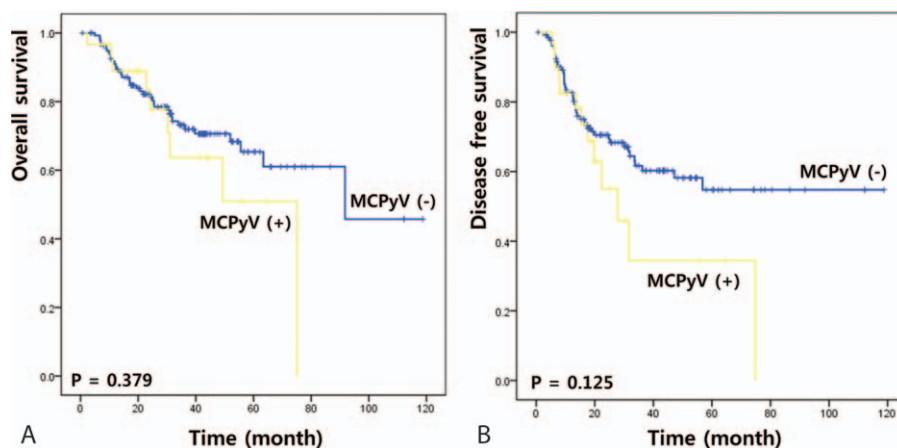 A
Overall survival
1.0
0.8
0.6
0.4
0.2
0.0
MCPyV (-)
MCPyV (+)
P = 0.379
0 20 40 60 80 100 120
Time (month)
B
Disease free survival
1.0
0.8
0.6
0.4
0.2
0.0
MCPyV (-)
MCPyV (+)
P = 0.125
0 20 40 60 80 100 120
Time (month)